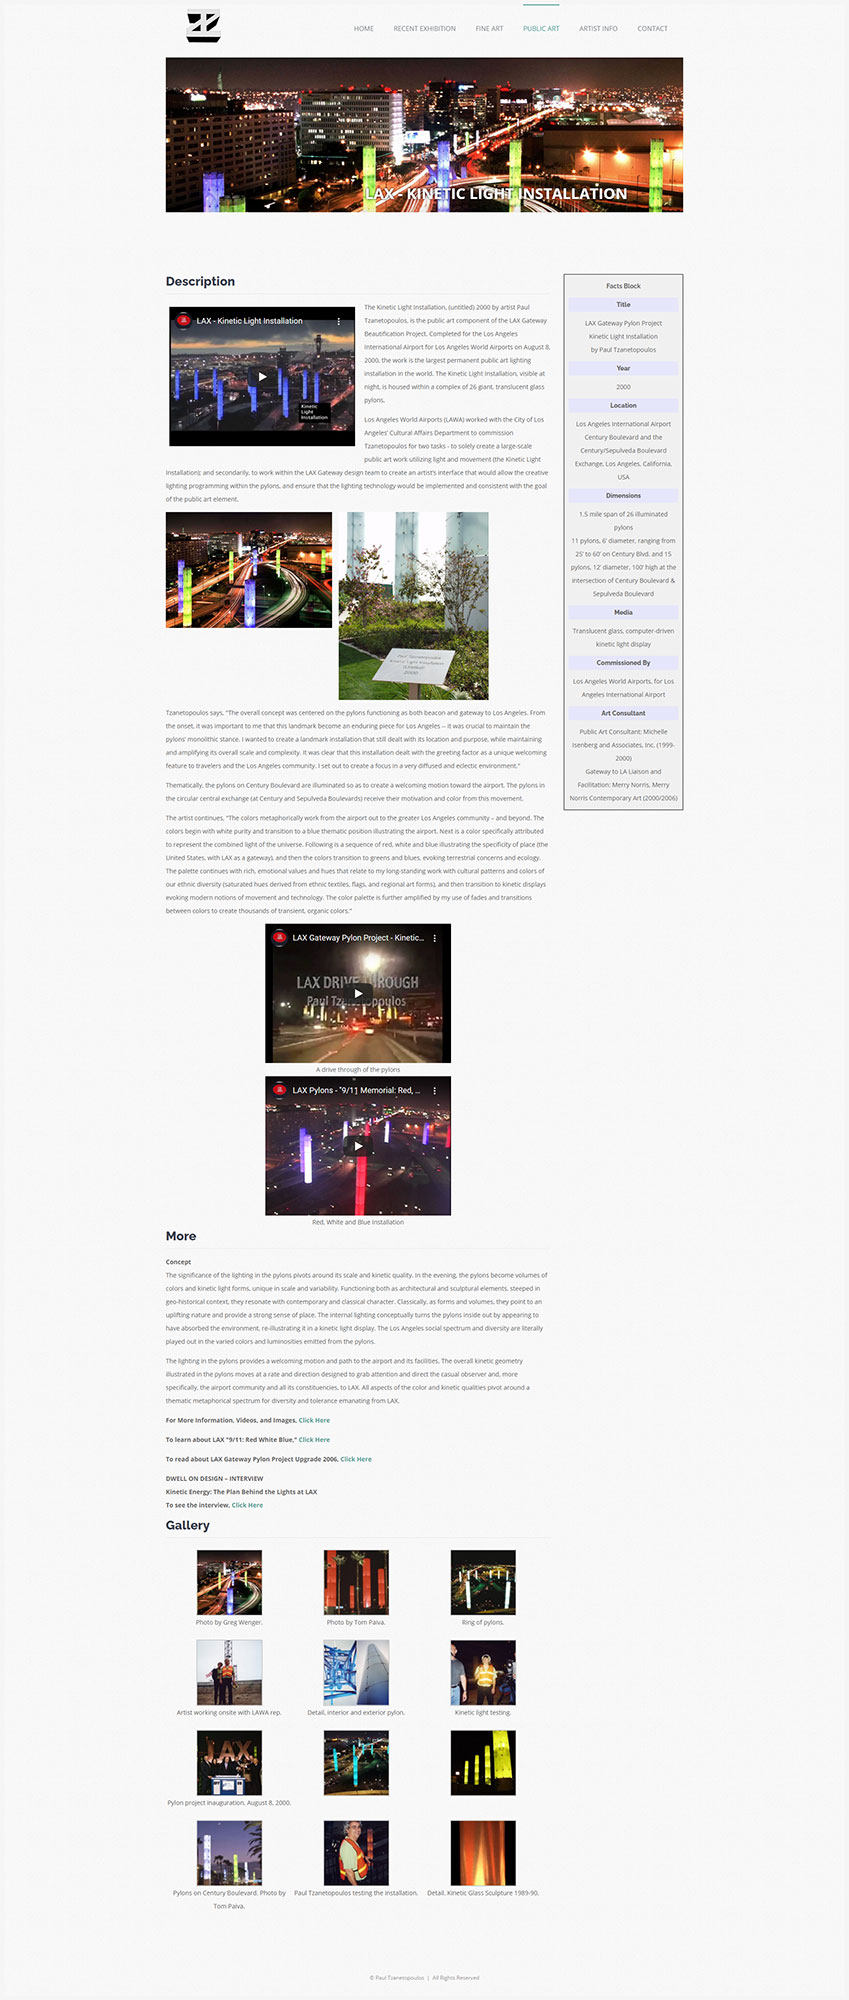 HOME
RECENT EXHIBITION
FINE ART
PUBLIC ART
ARTIST INFO
CONTACT
LAX - KINETIC LIGHT INSTALLATION
Description
LAX - Kinetic Light Installation
Kinetic
Light
Installation
The Kinetic Light Installation, (untitled) 2000 by artist Paul
Tzanetopoulos, is the public art component of the LAX Gateway
Beautification Project. Completed for the Los Angeles
International Airport for Los Angeles World Airports on August 8,
2000, the work is the largest permanent public art lighting
installation in the world. The Kinetic Light Installation, visible at
night, is housed within a complex of 26 giant, translucent glass
pylons.
Los Angeles World Airports (LAWA) worked with the City of Los
Angeles' Cultural Affairs Department to commission
Tzanetopoulos for two tasks - to solely create a large-scale
public art work utilizing light and movement (the Kinetic Light
Installation); and secondarily, to work within the LAX Gateway design team to create an artist's interface that would allow the creative
lighting programming within the pylons, and ensure that the lighting technology would be implemented and consistent with the goal
of the public art element.
Paul Tzanetopoulos
Kinetic Light Installation
(Untitled)
2000
Tzanetopoulos says, "The overall concept was centered on the pylons functioning as both beacon and gateway to Los Angeles. From
the onset, it was important to me that this landmark become an enduring piece for Los Angeles -- it was crucial to maintain the
pylons' monolithic stance. I wanted to create a landmark installation that still dealt with its location and purpose, while maintaining
and amplifying its overall scale and complexity. It was clear that this installation dealt with the greeting factor as a unique welcoming
feature to travelers and the Los Angeles community. I set out to create a focus in a very diffused and eclectic environment."
Thematically, the pylons on Century Boulevard are illuminated so as to create a welcoming motion toward the airport. The pylons in
the circular central exchange (at Century and Sepulveda Boulevards) receive their motivation and color from this movement.
The artist continues, "The colors metaphorically work from the airport out to the greater Los Angeles community – and beyond. The
colors begin with white purity and transition to a blue thematic position illustrating the airport. Next is a color specifically attributed
to represent the combined light of the universe. Following is a sequence of red, white and blue illustrating the specificity of place (the
United States, with LAX as a gateway), and then the colors transition to greens and blues, evoking terrestrial concerns and ecology.
The palette continues with rich, emotional values and hues that relate to my long-standing work with cultural patterns and colors of
our ethnic diversity (saturated hues derived from ethnic textiles, flags, and regional art forms), and then transition to kinetic displays
evoking modern notions of movement and technology. The color palette is further amplified by my use of fades and transitions
between colors to create thousands of transient, organic colors."
LAX Gateway Pylon Project - Kinetic...
LAX DRIVE THROUGH
Paul Tzanetopoulos
A drive through of the pylons
LAX Pylons - "9/11 Memorial: Red, ...
Red, White and Blue Installation
More
Concept
The significance of the lighting in the pylons pivots around its scale and kinetic quality. In the evening, the pylons become volumes of
colors and kinetic light forms, unique in scale and variability. Functioning both as architectural and sculptural elements, steeped in
geo-historical context, they resonate with contemporary and classical character. Classically, as forms and volumes, they point to an
uplifting nature and provide a strong sense of place. The internal lighting conceptually turns the pylons inside out by appearing to
have absorbed the environment, re-illustrating it in a kinetic light display. The Los Angeles social spectrum and diversity are literally
played out in the varied colors and luminosities emitted from the pylons.
The lighting in the pylons provides a welcoming motion and path to the airport and its facilities. The overall kinetic geometry
illustrated in the pylons moves at a rate and direction designed to grab attention and direct the casual observer and, more
specifically, the airport community and all its constituencies, to LAX. All aspects of the color and kinetic qualities pivot around a
thematic metaphorical spectrum for diversity and tolerance emanating from LAX.
For More Information, Videos, and Images, Click Here
To learn about LAX "9/11: Red White Blue," Click Here
To read about LAX Gateway Pylon Project Upgrade 2006, Click Here
DWELL ON DESIGN – INTERVIEW
Kinetic Energy: The Plan Behind the Lights at LAX
To see the interview, Click Here
Gallery
Photo by Greg Wenger.
Photo by Tom Paiva.
Ring of pylons.
Artist working onsite with LAWA rep.
Detail, interior and exterior pylon.
Kinetic light testing.
LAX
Pylon project inauguration, August 8, 2000.
Pylons on Century Boulevard. Photo by
Tom Paiva.
Paul Tzanetopoulos testing the installation.
Detail. Kinetic Glass Sculpture 1989-90.
Facts Block
Title
LAX Gateway Pylon Project
Kinetic Light Installation
by Paul Tzanetopoulos
Year
2000
Location
Los Angeles International Airport
Century Boulevard and the
Century/Sepulveda Boulevard
Exchange, Los Angeles, California,
USA
Dimensions
1.5 mile span of 26 illuminated
pylons
11 pylons, 6' diameter, ranging from
25' to 60' on Century Blvd. and 15
pylons, 12' diameter, 100' high at the
intersection of Century Boulevard &
Sepulveda Boulevard
Media
Translucent glass, computer-driven
kinetic light display
Commissioned By
Los Angeles World Airports, for Los
Angeles International Airport
Art Consultant
Public Art Consultant: Michelle
Isenberg and Associates, Inc. (1999-
2000)
Gateway to LA Liaison and
Facilitation: Merry Norris, Merry
Norris Contemporary Art (2000/2006)
© Paul Tzanetopoulos | All Rights Reserved